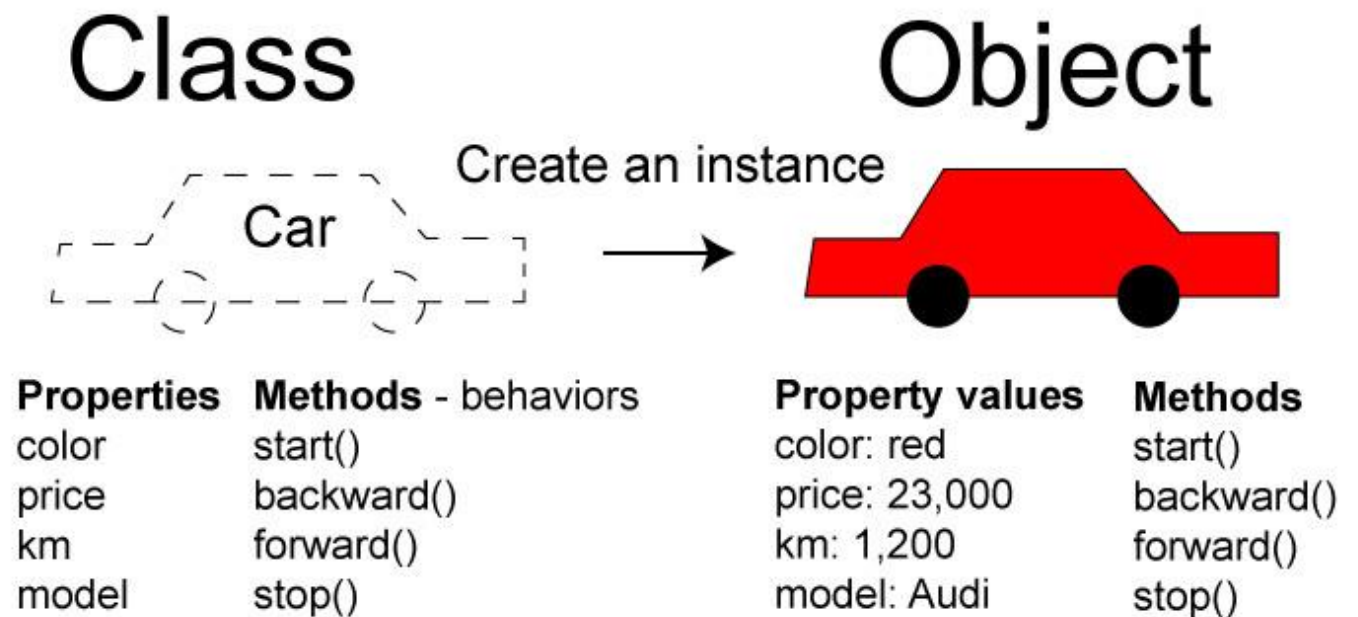 Class
Object
Create an instance
Car
Properties Methods - behaviors
color start()
price backward()
km forward()
model stop()
Property values Methods
color: red start()
price: 23,000 backward()
km: 1,200 forward()
model: Audi stop()